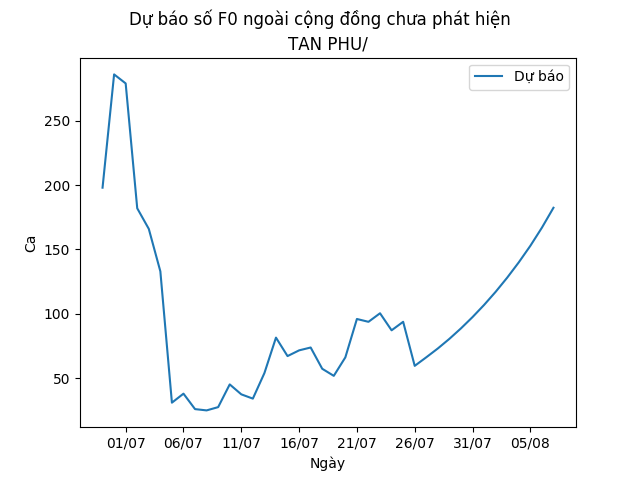 Dự báo số F0 ngoài cộng đồng chưa phát hiện
TAN PHU/
Dự báo
250
200
150
100
50
Ca
01/07 06/07 11/07 16/07 21/07 26/07 31/07 05/08
Ngày